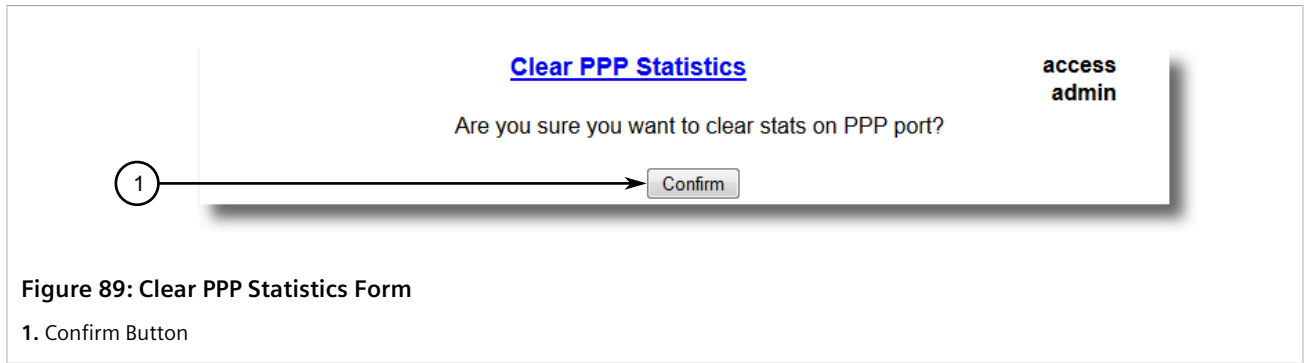 Clear PPP Statistics
access
admin
Are you sure you want to clear stats on PPP port?
1
Confirm
Figure 89: Clear PPP Statistics Form
1. Confirm Button